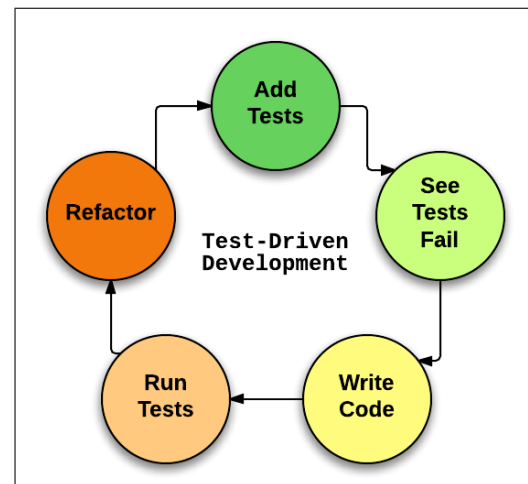 Add
Tests
See
Tests
Fail
Write
Code
Run
Tests
Refactor
Test-Driven
Development